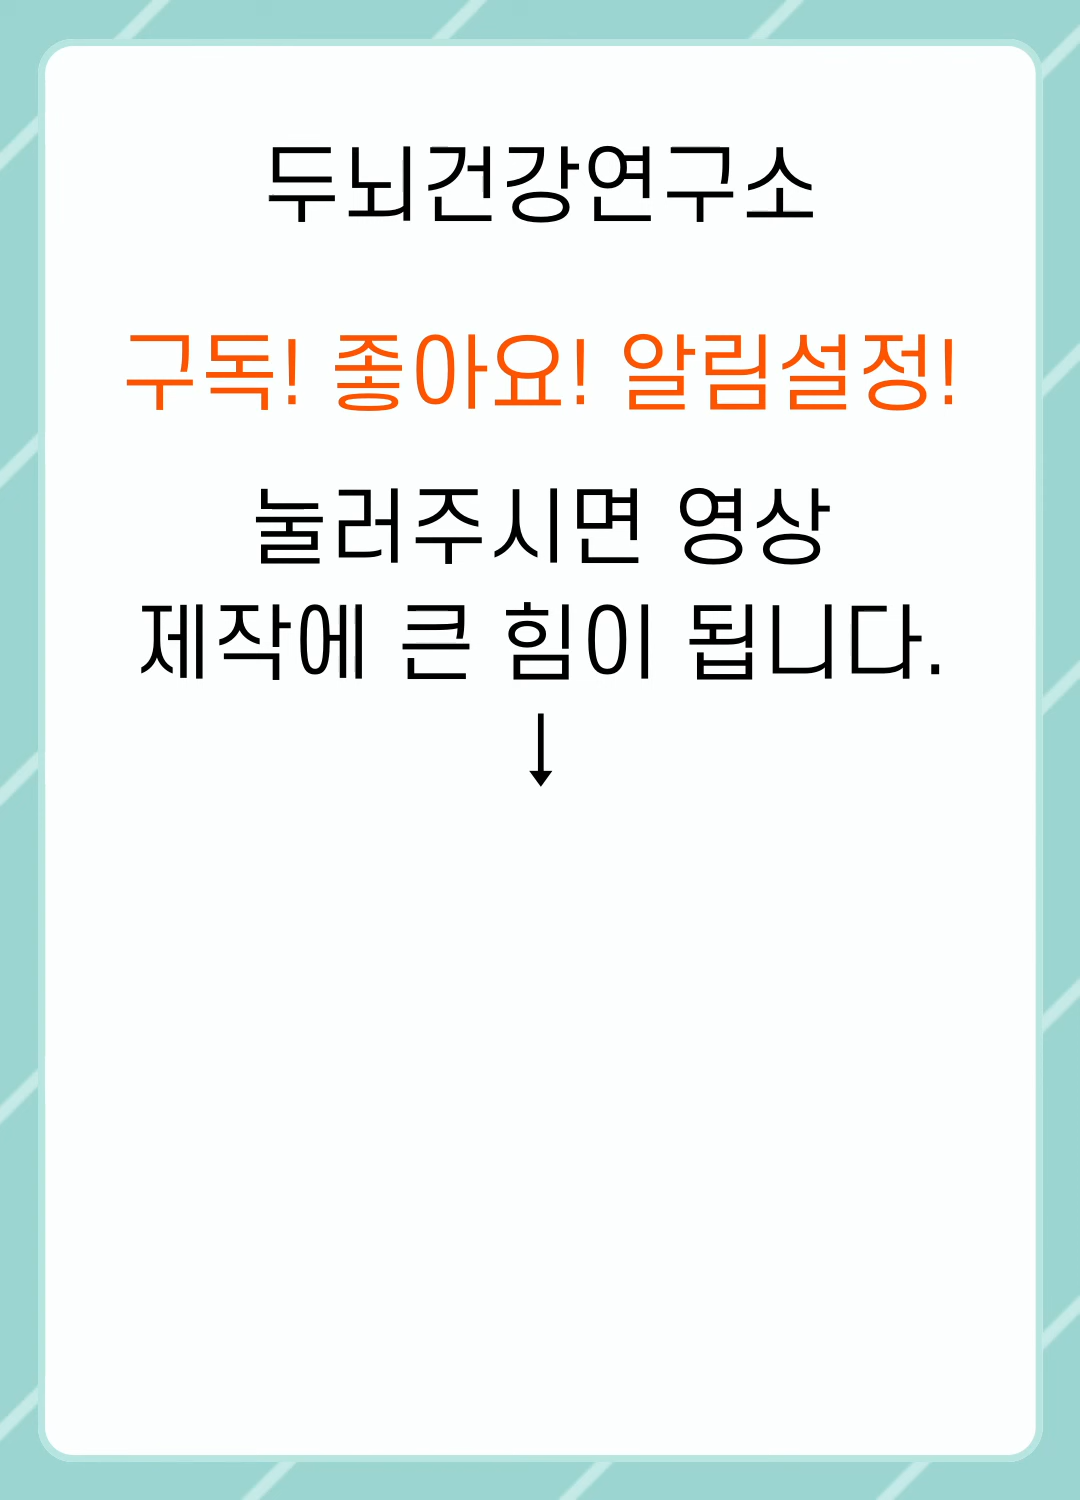 두뇌건강연구소
구독! 좋아요! 알림설정!
눌러주시면 영상
제작에 큰 힘이 됩니다.
↓